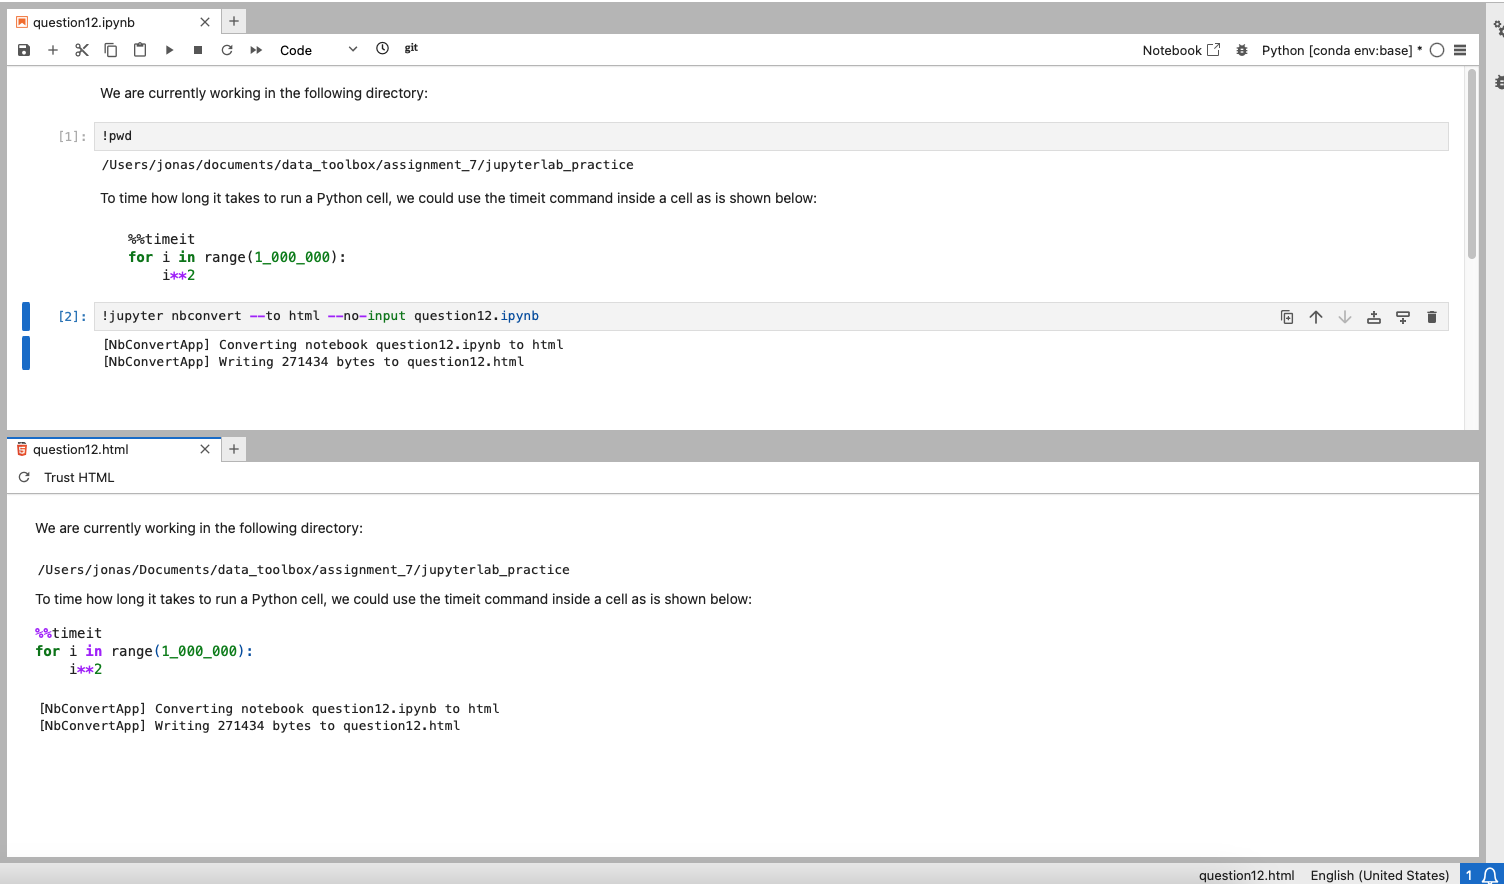 question12.ipynb
Code
git
Notebook
Python [conda env:base] *
We are currently working in the following directory:
[1]:
!pwd
/Users/jonas/documents/data_toolbox/assignment_7/jupyterlab_practice
To time how long it takes to run a Python cell, we could use the timeit command inside a cell as is shown below:
%%timeit
for i in range(1_000_000):
    i**2
[2]:
!jupyter nbconvert --to html --no-input question12.ipynb
[NbConvertApp] Converting notebook question12.ipynb to html
[NbConvertApp] Writing 271434 bytes to question12.html
question12.html
Trust HTML
We are currently working in the following directory:
/Users/jonas/Documents/data_toolbox/assignment_7/jupyterlab_practice
To time how long it takes to run a Python cell, we could use the timeit command inside a cell as is shown below:
%%timeit
for i in range(1_000_000):
    i**2
[NbConvertApp] Converting notebook question12.ipynb to html
[NbConvertApp] Writing 271434 bytes to question12.html
question12.html
English (United States)
1